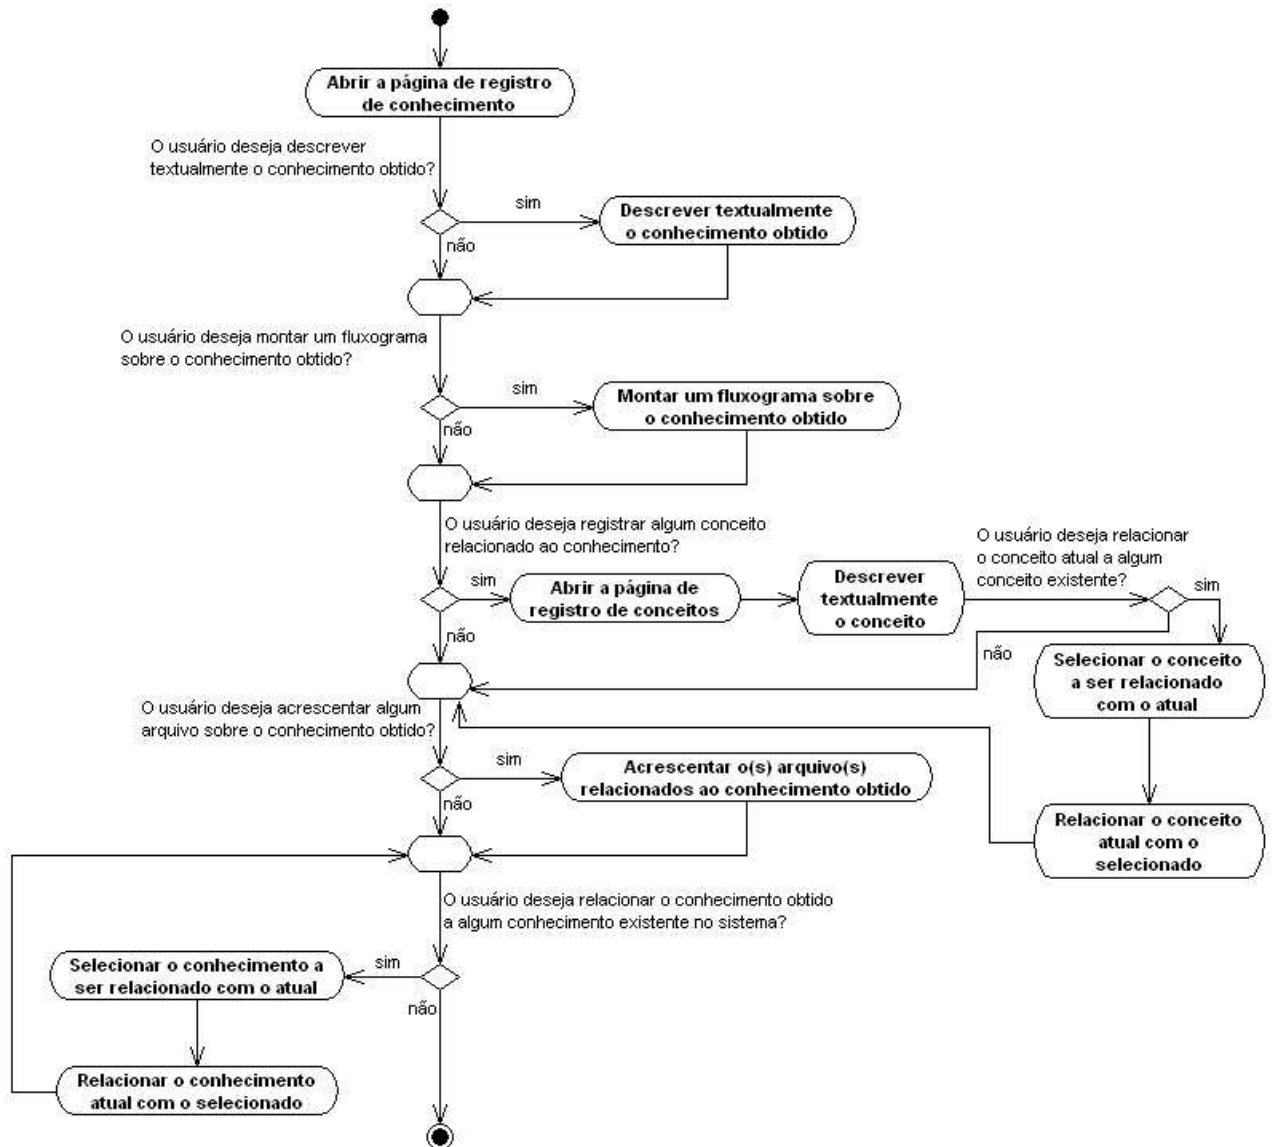 Abrir a página de registro
de conhecimento
O usuário deseja descrever
textualmente o conhecimento obtido?
sim
Descrever textualmente
o conhecimento obtido
não
O usuário deseja montar um fluxograma
sobre o conhecimento obtido?
sim
Montar um fluxograma sobre
o conhecimento obtido
não
O usuário deseja registrar algum conceito
relacionado ao conhecimento?
sim
Abrir a página de
registro de conceitos
Descrever
textualmente
o conceito
O usuário deseja relacionar
o conceito atual a algum
conceito existente?
sim
não
não
Selecionar o conceito
a ser relacionado
com o atual
O usuário deseja acrescentar algum
arquivo sobre o conhecimento obtido?
sim
Acrescentar o(s) arquivo(s)
relacionados ao conhecimento obtido
não
Relacionar o conceito
atual com o
selecionado
O usuário deseja relacionar o conhecimento obtido
a algum conhecimento existente no sistema?
sim
Selecionar o conhecimento a
ser relacionado com o atual
não
Relacionar o conhecimento
atual com o selecionado